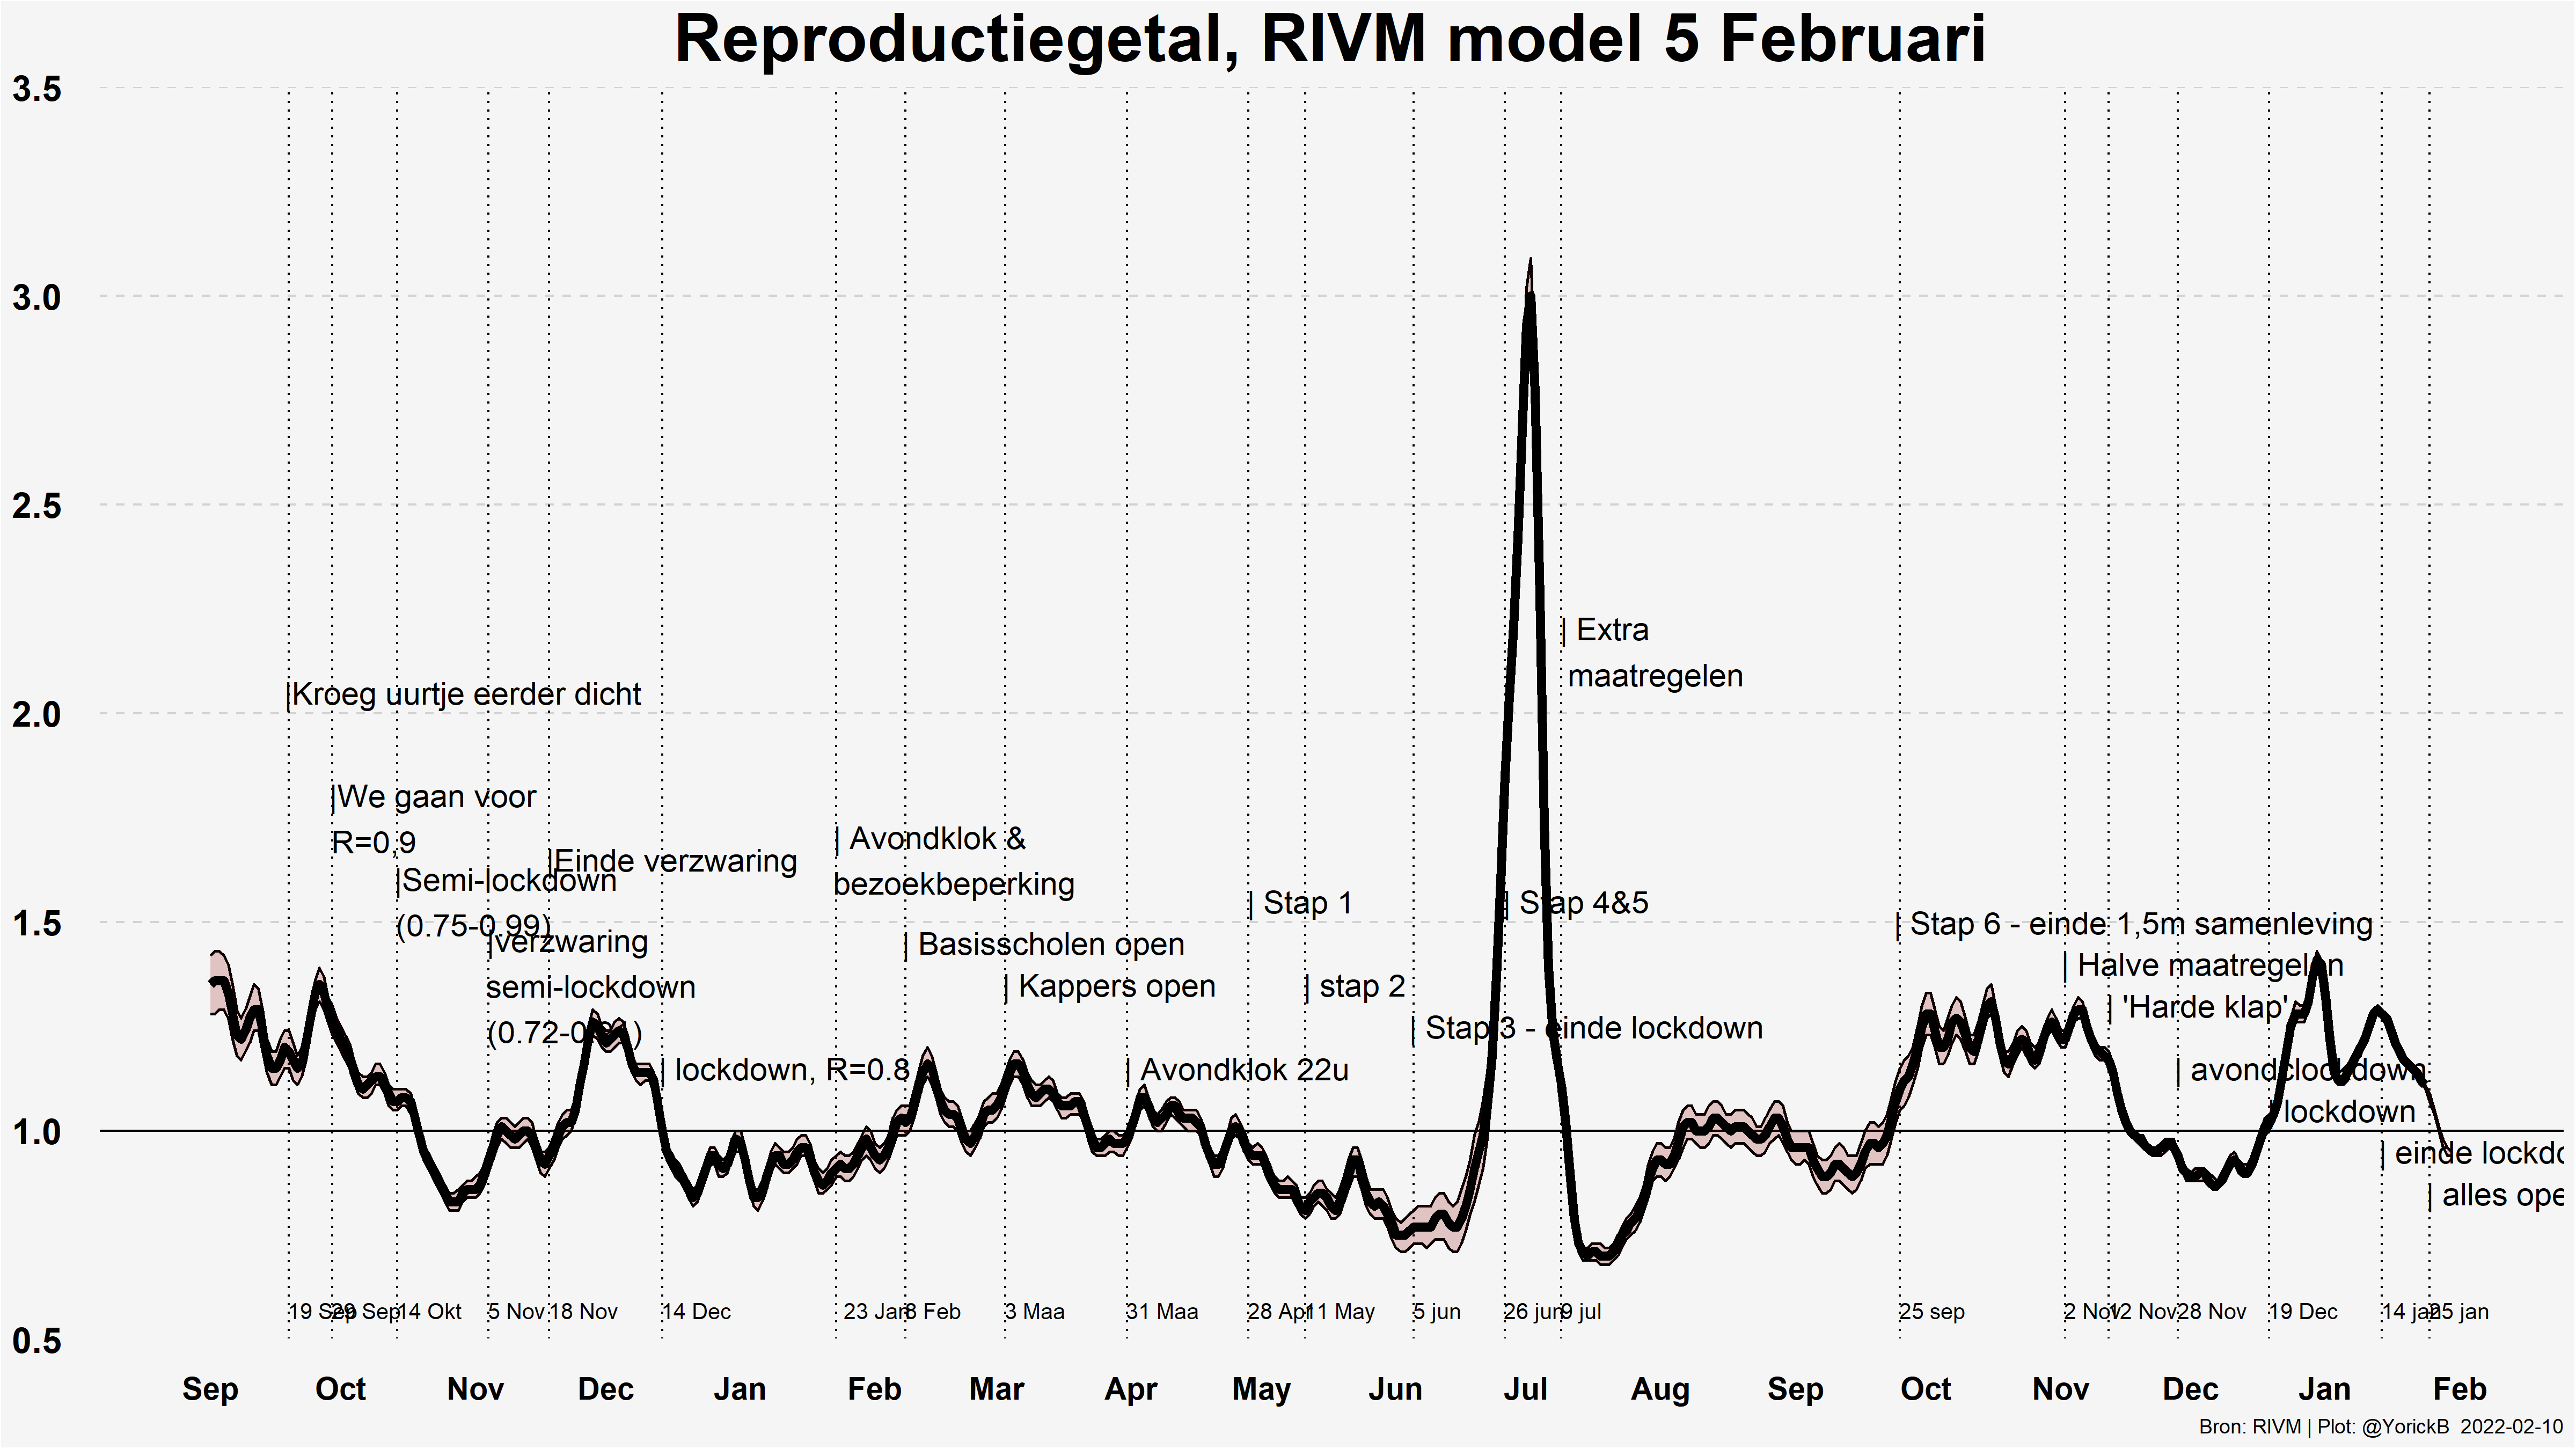 Reproductiegetal, RIVM model 5 Februari
3.5
3.0
2.5
2.0
1.5
1.0
0.5
| Extra
maatregelen
|Kroeg uurtje eerder dicht
|We gaan voor
R=0,9
|Semi-lockdown
(0.75-0.99)
|Einde verzwaring
|verzwaring
semi-lockdown
| lockdown, R=0.8
| Avondklok &
bezoekbeperking
| Basisscholen open
| Kappers open
| Avondklok 22u
| Stap 1
| stap 2
| Stap 3 - einde lockdown
| Stap 4&5
| Stap 6 - einde 1,5m samenleving
| Halve maatregelen
| 'Harde klap'
| avondclockdown
| lockdown
| einde lockdo
| alles ope
19 Sep
29 Sep
14 Okt
5 Nov
18 Nov
14 Dec
23 Jan
8 Feb
3 Maa
31 Maa
28 Apr
11 May
5 jun
26 jun
9 jul
25 sep
2 Nov
12 Nov
28 Nov
19 Dec
14 jan
25 jan
Sep Oct Nov Dec Jan Feb Mar Apr May Jun Jul Aug Sep Oct Nov Dec Jan Feb
Bron: RIVM | Plot: @YorickB 2022-02-10